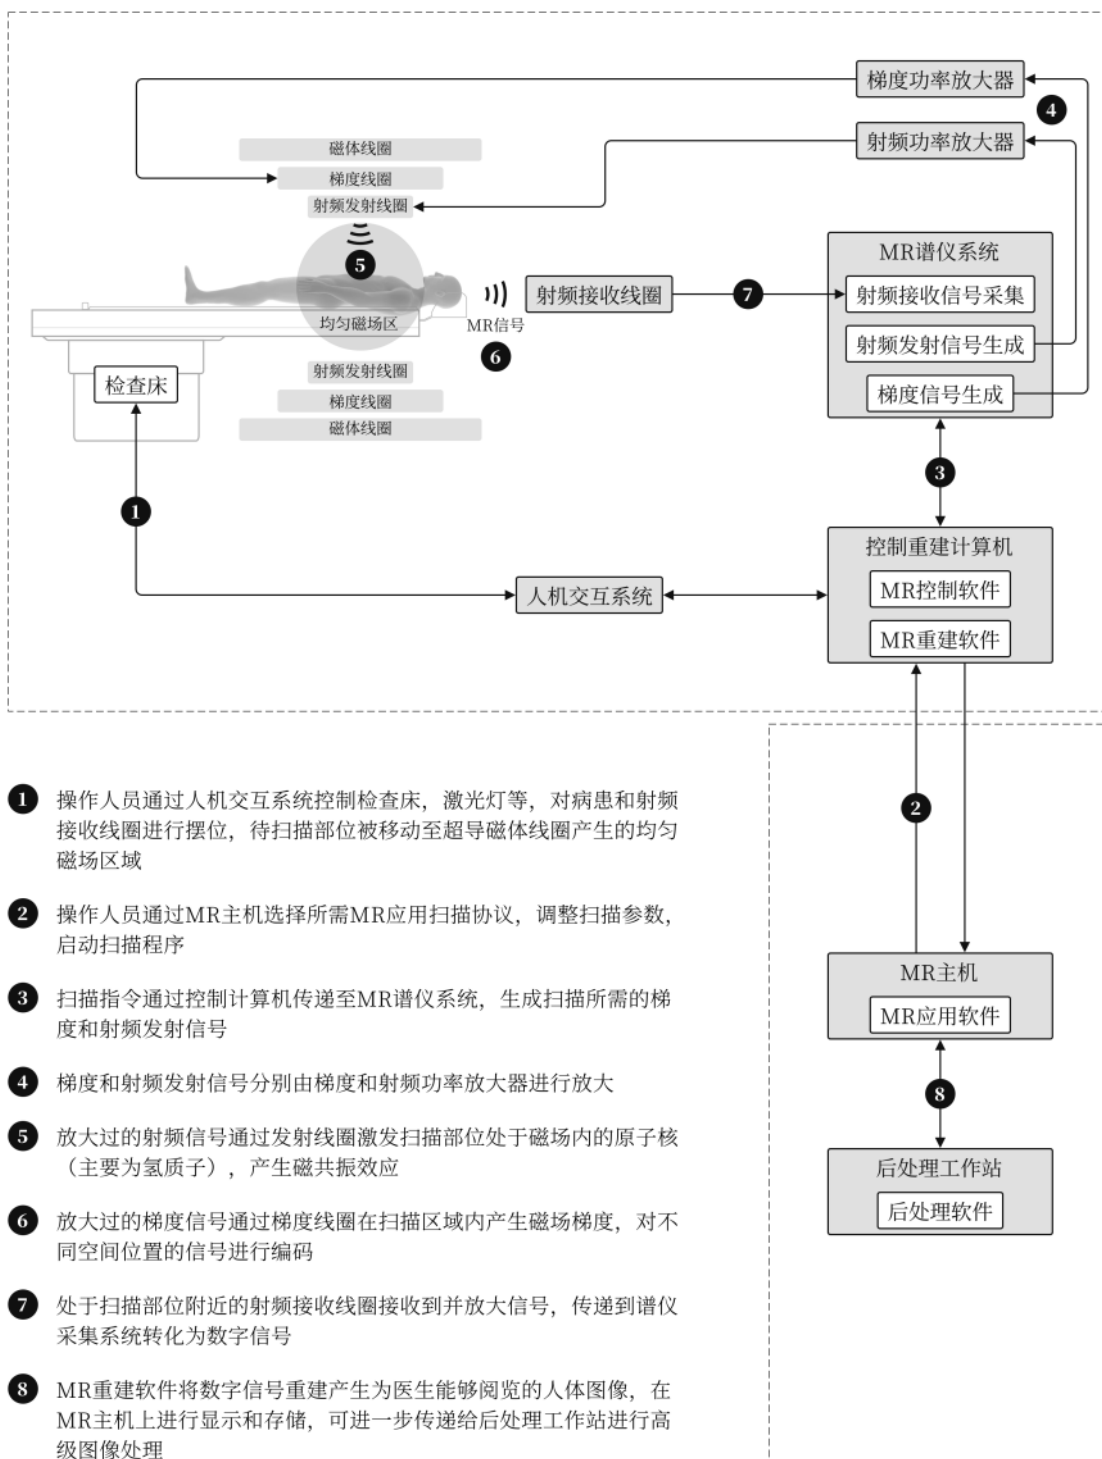 梯度功率放大器
4
射频功率放大器
磁体线圈
梯度线圈
射频发射线圈
5
均匀磁场区
MR信号
6
射频接收线圈
7
MR谱仪系统
射频接收信号采集
射频发射信号生成
梯度信号生成
射频发射线圈
梯度线圈
磁体线圈
检查床
1
3
人机交互系统
控制重建计算机
MR控制软件
MR重建软件
2
MR主机
MR应用软件
8
后处理工作站
后处理软件
1 操作人员通过人机交互系统控制检查床，激光灯等，对病患和射频
接收线圈进行摆位，待扫描部位被移动至超导磁体线圈产生的均匀
磁场区域
2 操作人员通过MR主机选择所需MR应用扫描协议，调整扫描参数，
启动扫描程序
3 扫描指令通过控制计算机传递至MR谱仪系统，生成扫描所需的梯
度和射频发射信号
4 梯度和射频发射信号分别由梯度和射频功率放大器进行放大
5 放大过的射频信号通过发射线圈激发扫描部位处于磁场内的原子核
（主要为氢质子），产生磁共振效应
6 放大过的梯度信号通过梯度线圈在扫描区域内产生磁场梯度，对不
同空间位置的信号进行编码
7 处于扫描部位附近的射频接收线圈接收到并放大信号，传递到谱仪
采集系统转化为数字信号
8 MR重建软件将数字信号重建产生为医生能够阅览的人体图像，在
MR主机上进行显示和存储，可进一步传递给后处理工作站进行高
级图像处理